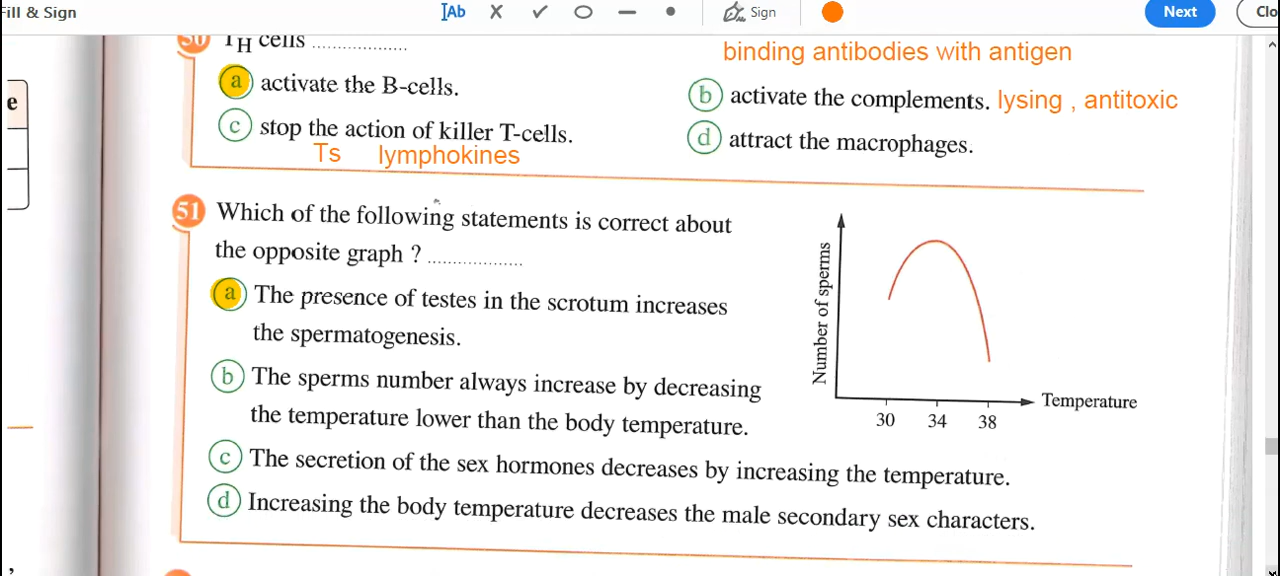 Fill & Sign
Ab
Sign
Next
Clo
e
50 TH cells ..................
binding antibodies with antigen
a activate the B-cells.
b activate the complements. lysing , antitoxic
c stop the action of killer T-cells.
d attract the macrophages.
Ts lymphokines
51 Which of the following statements is correct about
the opposite graph ? ..................
a The presence of testes in the scrotum increases
the spermatogenesis.
b The sperms number always increase by decreasing
the temperature lower than the body temperature.
c The secretion of the sex hormones decreases by increasing the temperature.
d Increasing the body temperature decreases the male secondary sex characters.
Number of sperms
Temperature
30 34 38